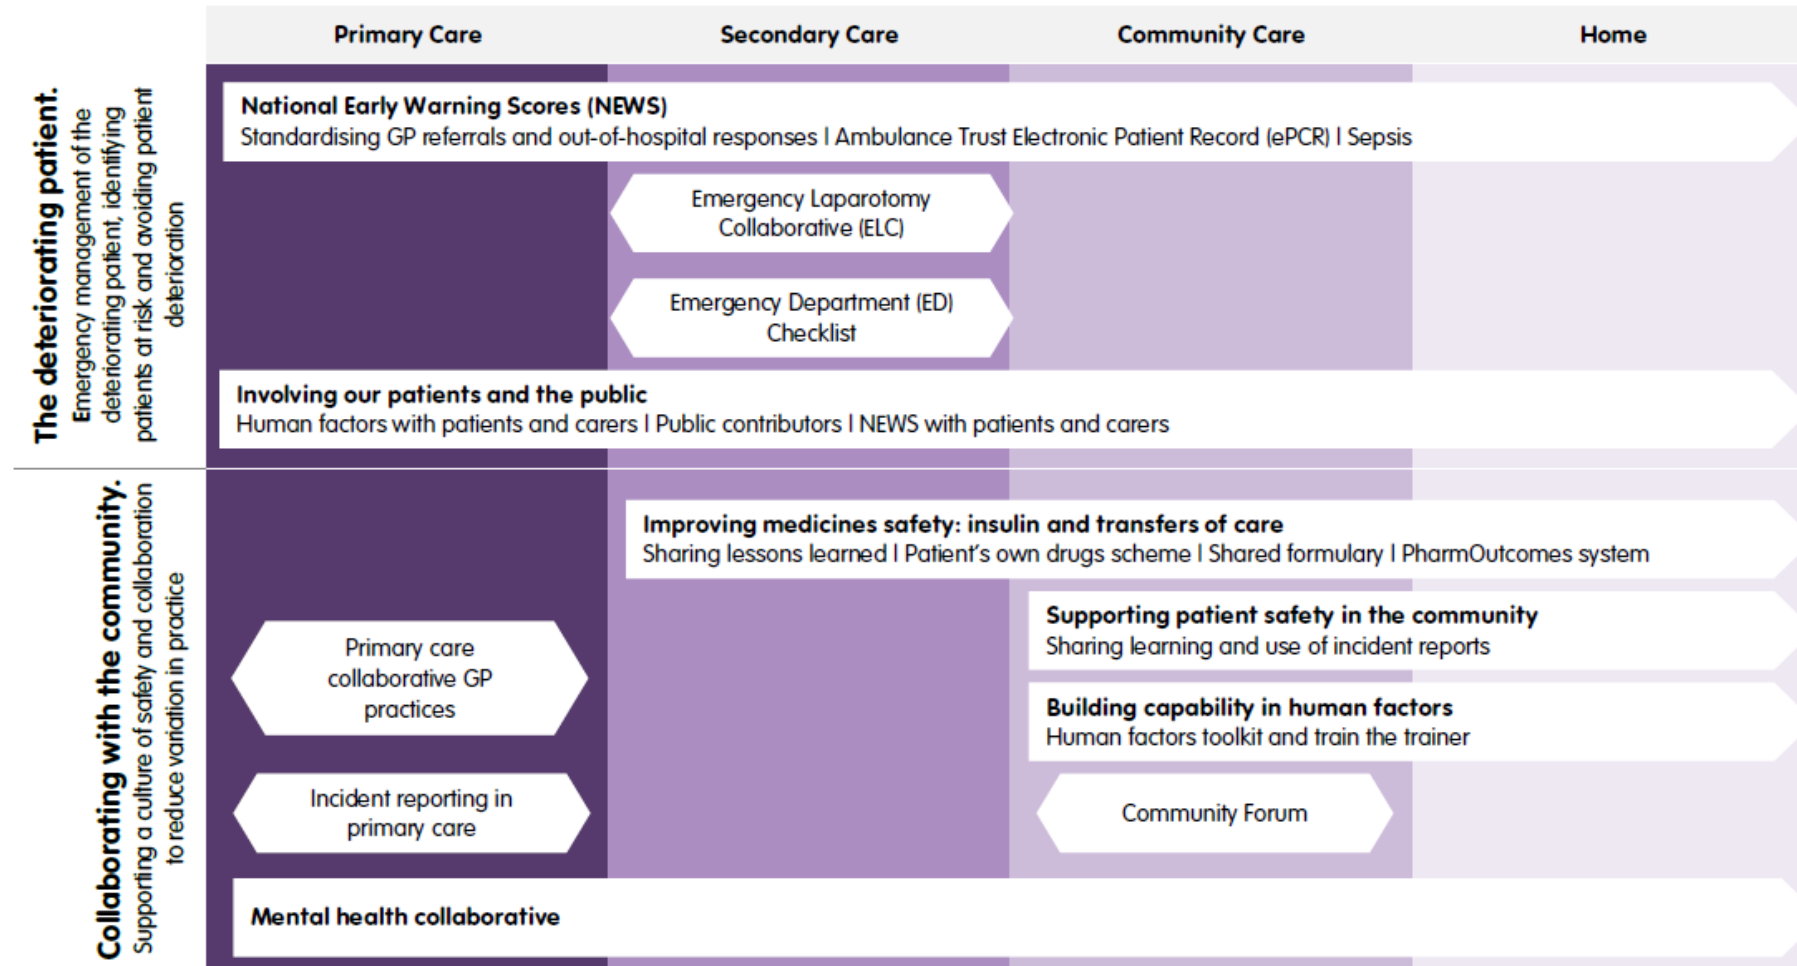 Primary Care
Secondary Care
Community Care
Home
The deteriorating patient.
Emergency management of the
deteriorating patient, identifying
patients at risk and avoiding patient
deterioration
National Early Warning Scores (NEWS)
Standardising GP referrals and out-of-hospital responses | Ambulance Trust Electronic Patient Record (ePCR) | Sepsis
Emergency Laparotomy
Collaborative (ELC)
Emergency Department (ED)
Checklist
Involving our patients and the public
Human factors with patients and carers | Public contributors | NEWS with patients and carers
Collaborating with the community.
Supporting a culture of safety and collaboration
to reduce variation in practice
Improving medicines safety: insulin and transfers of care
Sharing lessons learned | Patient's own drugs scheme | Shared formulary | PharmOutcomes system
Primary care
collaborative GP
practices
Supporting patient safety in the community
Sharing learning and use of incident reports
Building capability in human factors
Human factors toolkit and train the trainer
Incident reporting in
primary care
Community Forum
Mental health collaborative